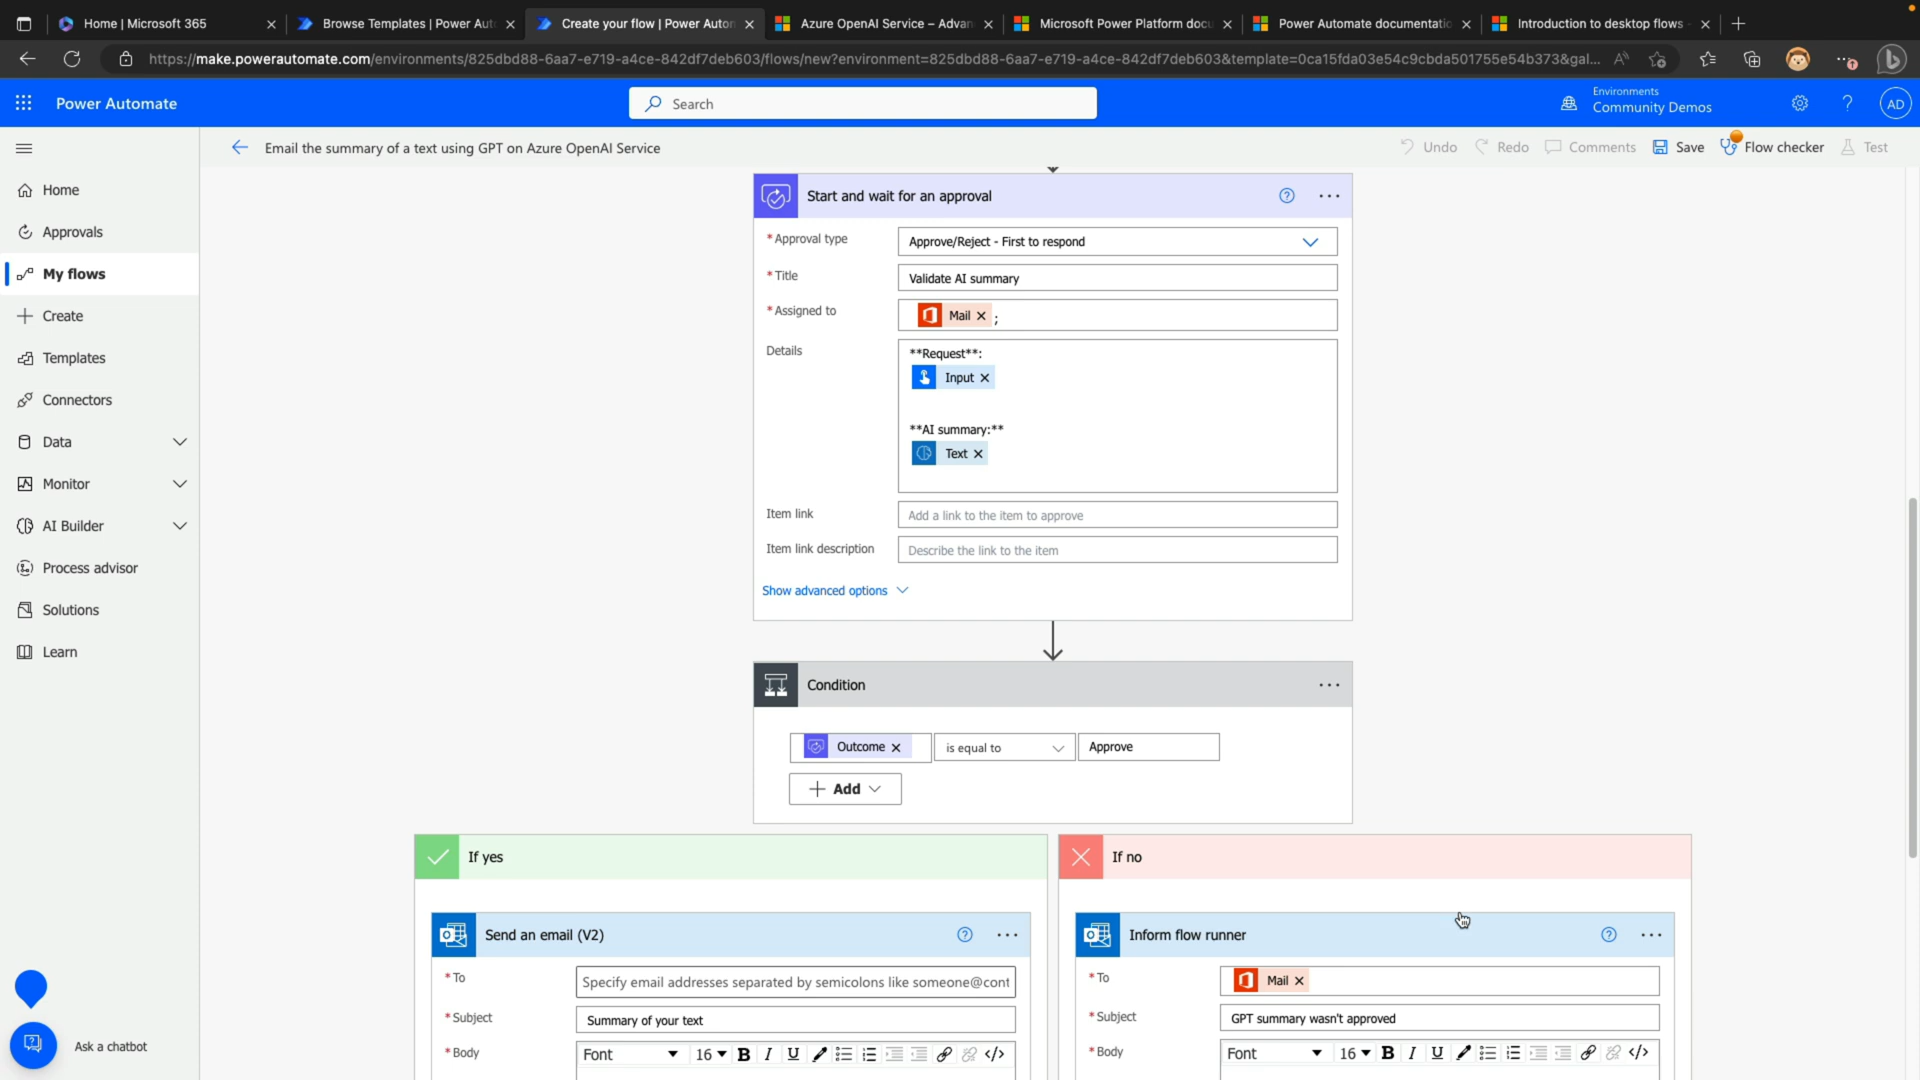 Home | Microsoft 365
Browse Templates | Power Aut
Create your flow | Power Autom
Azure OpenAI Service – Advan
Microsoft Power Platform docu
Power Automate documentatio
Introduction to desktop flows -
https://make.powerautomate.com/environments/825dbd88-6aa7-e719-a4ce-842df7deb603/flows/new?environment=825dbd88-6aa7-e719-a4ce-842df7deb603&template=0ca15fda03e54c9cbda501755e54b373&gal...
Power Automate
Search
Environments
Community Demos
AD
Email the summary of a text using GPT on Azure OpenAI Service
Undo
Redo
Comments
Save
Flow checker
Test
Home
Approvals
My flows
Create
Templates
Connectors
Data
Monitor
AI Builder
Process advisor
Solutions
Learn
Ask a chatbot
Start and wait for an approval
* Approval type
Approve/Reject - First to respond
* Title
Validate AI summary
* Assigned to
Mail ;
Details
**Request**:
Input
**AI summary:**
Text
Item link
Add a link to the item to approve
Item link description
Describe the link to the item
Show advanced options
Condition
Outcome
is equal to
Approve
Add
If yes
Send an email (V2)
* To
Specify email addresses separated by semicolons like someone@cont
* Subject
Summary of your text
* Body
Font
16
B I U </>
If no
Inform flow runner
* To
Mail
* Subject
GPT summary wasn't approved
* Body
Font
16
B I U </>